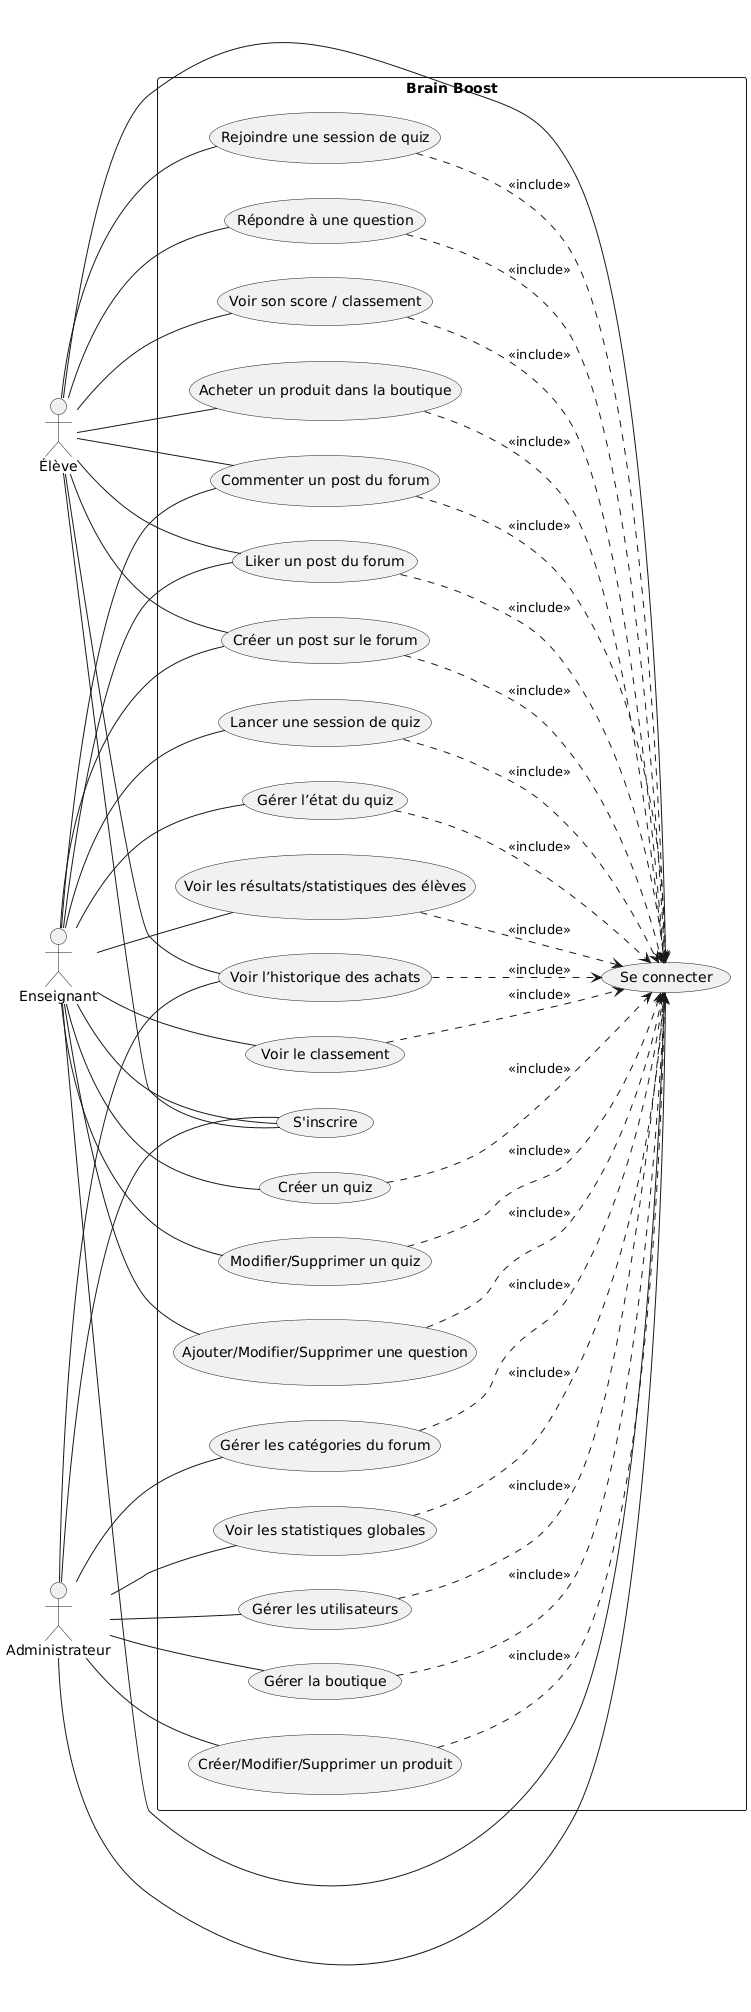 Brain Boost
Rejoindre une session de quiz
«include»
Répondre à une question
«include»
Voir son score / classement
«include»
Acheter un produit dans la boutique
«include»
Élève
Commenter un post du forum
«include»
Liker un post du forum
«include»
Créer un post sur le forum
«include»
Lancer une session de quiz
«include»
Gérer l’état du quiz
«include»
Voir les résultats/statistiques des élèves
«include»
Enseignant
Voir l’historique des achats
«include»
Se connecter
«include»
Voir le classement
«include»
S'inscrire
Créer un quiz
«include»
Modifier/Supprimer un quiz
«include»
Ajouter/Modifier/Supprimer une question
«include»
Gérer les catégories du forum
«include»
Voir les statistiques globales
«include»
Gérer les utilisateurs
«include»
Administrateur
Gérer la boutique
«include»
Créer/Modifier/Supprimer un produit